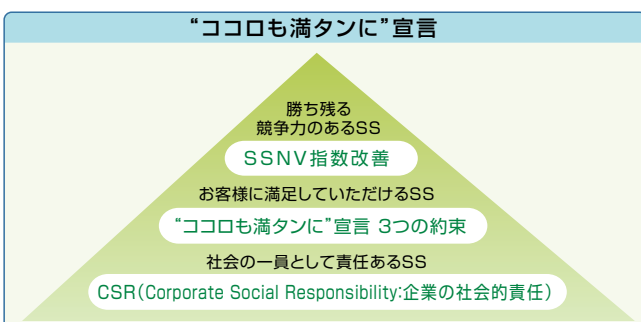 “ココロも満タンに”宣言
勝ち残る
競争力のあるSS
SSNV指数改善
お客様に満足していただけるSS
“ココロも満タンに”宣言 3つの約束
社会の一員として責任あるSS
CSR(Corporate Social Responsibility:企業の社会的責任)